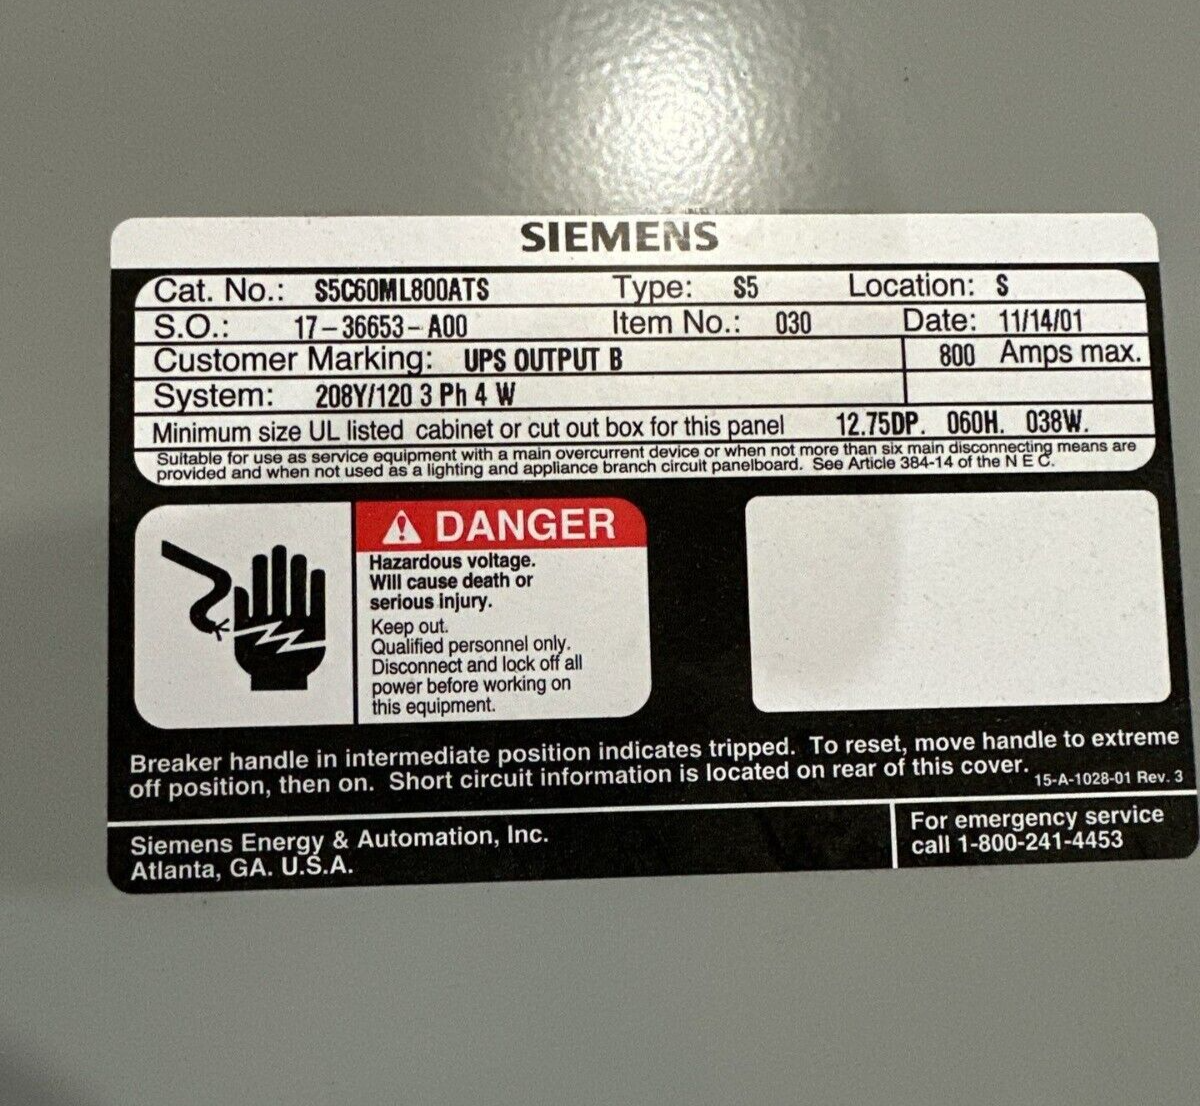 SIEMENS
Cat. No.: S5C60ML800ATS Type: S5 Location: S
S.O.: 17-36653-A00 Item No.: 030 Date: 11/14/01
Customer Marking: UPS OUTPUT B 800 Amps max.
System: 208Y/120 3 Ph 4 W
Minimum size UL listed cabinet or cut out box for this panel 12.75DP. 060H. 038W.
Suitable for use as service equipment with a main overcurrent device or when not more than six main disconnecting means are
provided and when not used as a lighting and appliance branch circuit panelboard. See Article 384-14 of the N E C.
DANGER
Hazardous voltage.
Will cause death or
serious injury.
Keep out.
Qualified personnel only.
Disconnect and lock off all
power before working on
this equipment.
Breaker handle in intermediate position indicates tripped. To reset, move handle to extreme
off position, then on. Short circuit information is located on rear of this cover.
15-A-1028-01 Rev. 3
Siemens Energy & Automation, Inc.
Atlanta, GA. U.S.A.
For emergency service
call 1-800-241-4453